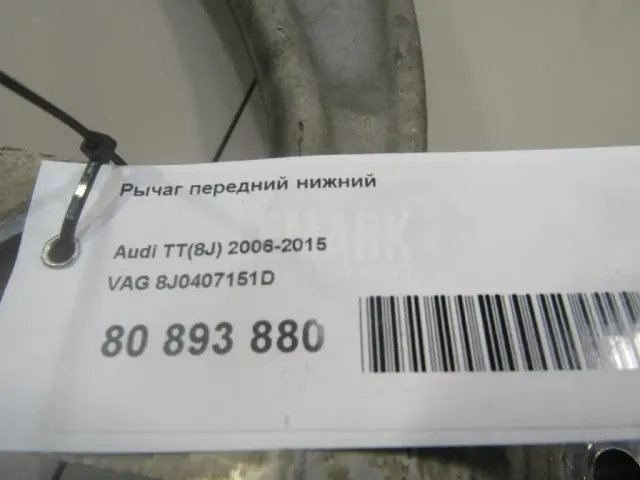 Рычаг передний нижний
Audi TT(8J) 2006-2015
VAG 8J0407151D
80 893 880